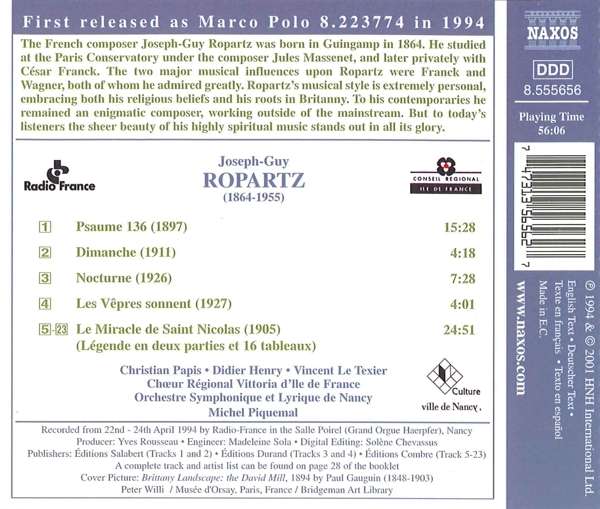 First released as Marco Polo 8.223774 in 1994
The French composer Joseph-Guy Ropartz was born in Guingamp in 1864. He studied
at the Paris Conservatory under the composer Jules Massenet, and later privately with
César Franck. The two major musical influences upon Ropartz were Franck and
Wagner, both of whom he admired greatly. Ropartz's musical style is extremely personal,
embracing both his religious beliefs and his roots in Britanny. To his contemporaries he
remained an enigmatic composer, working outside of the mainstream. But to today's
listeners the sheer beauty of his highly spiritual music stands out in all its glory.
Radio France
Joseph-Guy
ROPARTZ
(1864-1955)
CONSEIL REGIONAL
ILE DE FRANCE
1 Psaume 136 (1897) 15:28
2 Dimanche (1911) 4:18
3 Nocturne (1926) 7:28
4 Les Vêpres sonnent (1927) 4:01
5-23 Le Miracle de Saint Nicolas (1905) 24:51
(Légende en deux parties et 16 tableaux)
Christian Papis • Didier Henry • Vincent Le Texier
Chœur Régional Vittoria d'Ile de France
Orchestre Symphonique et Lyrique de Nancy
Michel Piquemal
Culture
ville de Nancy
Recorded from 22nd - 24th April 1994 by Radio-France in the Salle Poirel (Grand Orgue Haerpfer), Nancy
Producer: Yves Rousseau • Engineer: Madeleine Sola • Digital Editing: Solène Chevassus
Publishers: Éditions Salabert (Tracks 1 and 2) • Éditions Durand (Tracks 3 and 4) • Éditions Combre (Track 5-23)
A complete track and artist list can be found on page 28 of the booklet
Cover Picture: Brittany Landscape: the David Mill, 1894 by Paul Gauguin (1848-1903)
Peter Willi / Musée d'Orsay, Paris, France / Bridgeman Art Library
NAXOS
DDD
8.555656
Playing Time
56:06
7 47313 56562 7
www.naxos.com
℗ 1994 & © 2001 HNH International Ltd.
English Text • Deutscher Text •
Texte en français • Texto en español
Made in E.C.